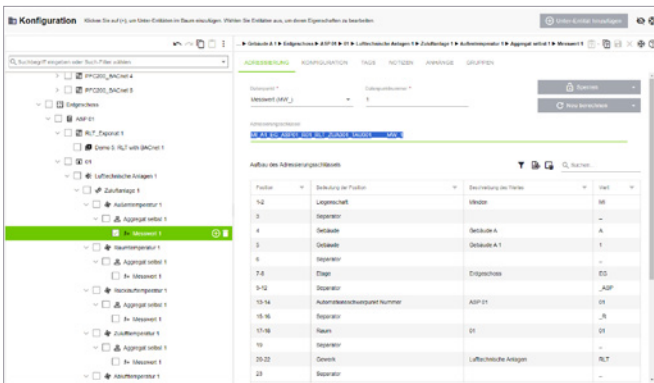 Konfiguration Klicken Sie auf (+), um Unter-Entitäten im Baum einzufügen. Wählen Sie Entitäten aus, um deren Eigenschaften zu bearbeiten.
Unter-Entität hinzufügen
Suchbegriff eingeben oder Such-Filter wählen
PFC200_BACnet 4
PFC200_BACnet 5
Erdgeschoss
ASP 01
RLT_Exponat 1
Demo 5: RLT with BACnet 1
01
Lufttechnische Anlagen 1
Zuluftanlage 1
Außentemperatur 1
Aggregat selbst 1
Messwert 1
Raumtemperatur 1
Aggregat selbst 1
Messwert 1
Rücklauftemperatur 1
Aggregat selbst 1
Messwert 1
Zulufttemperatur 1
Aggregat selbst 1
Messwert 1
Ablufttemperatur 1
... ▶ Gebäude A 1 ▶ Erdgeschoss ▶ ASP 01 ▶ 01 ▶ Lufttechnische Anlagen 1 ▶ Zuluftanlage 1 ▶ Außentemperatur 1 ▶ Aggregat selbst 1 ▶ Messwert 1
ADRESSIERUNG KONFIGURATION TAGS NOTIZEN ANHÄNGE GRUPPEN
Datenpunkt *
Messwert (MW_)
Datenpunktnummer *
1
Sperren
Neu berechnen
Adressierungsschlüssel
Aufbau des Adressierungsschlüssels
Suchen
Position Bedeutung der Position Beschreibung des Wertes Wert
1-2 Liegenschaft Minden MI
3 Separator _
4 Gebäude Gebäude A A
5 Gebäude Gebäude A 1 1
6 Separator _
7-8 Etage Erdgeschoss EG
9-12 Separator _ASP
13-14 Automationsschwerpunkt Nummer ASP 01 01
15-16 Separator _R
17-18 Raum 01 01
19 Separator _
20-22 Gewerk Lufttechnische Anlagen RLT
23 Separator _